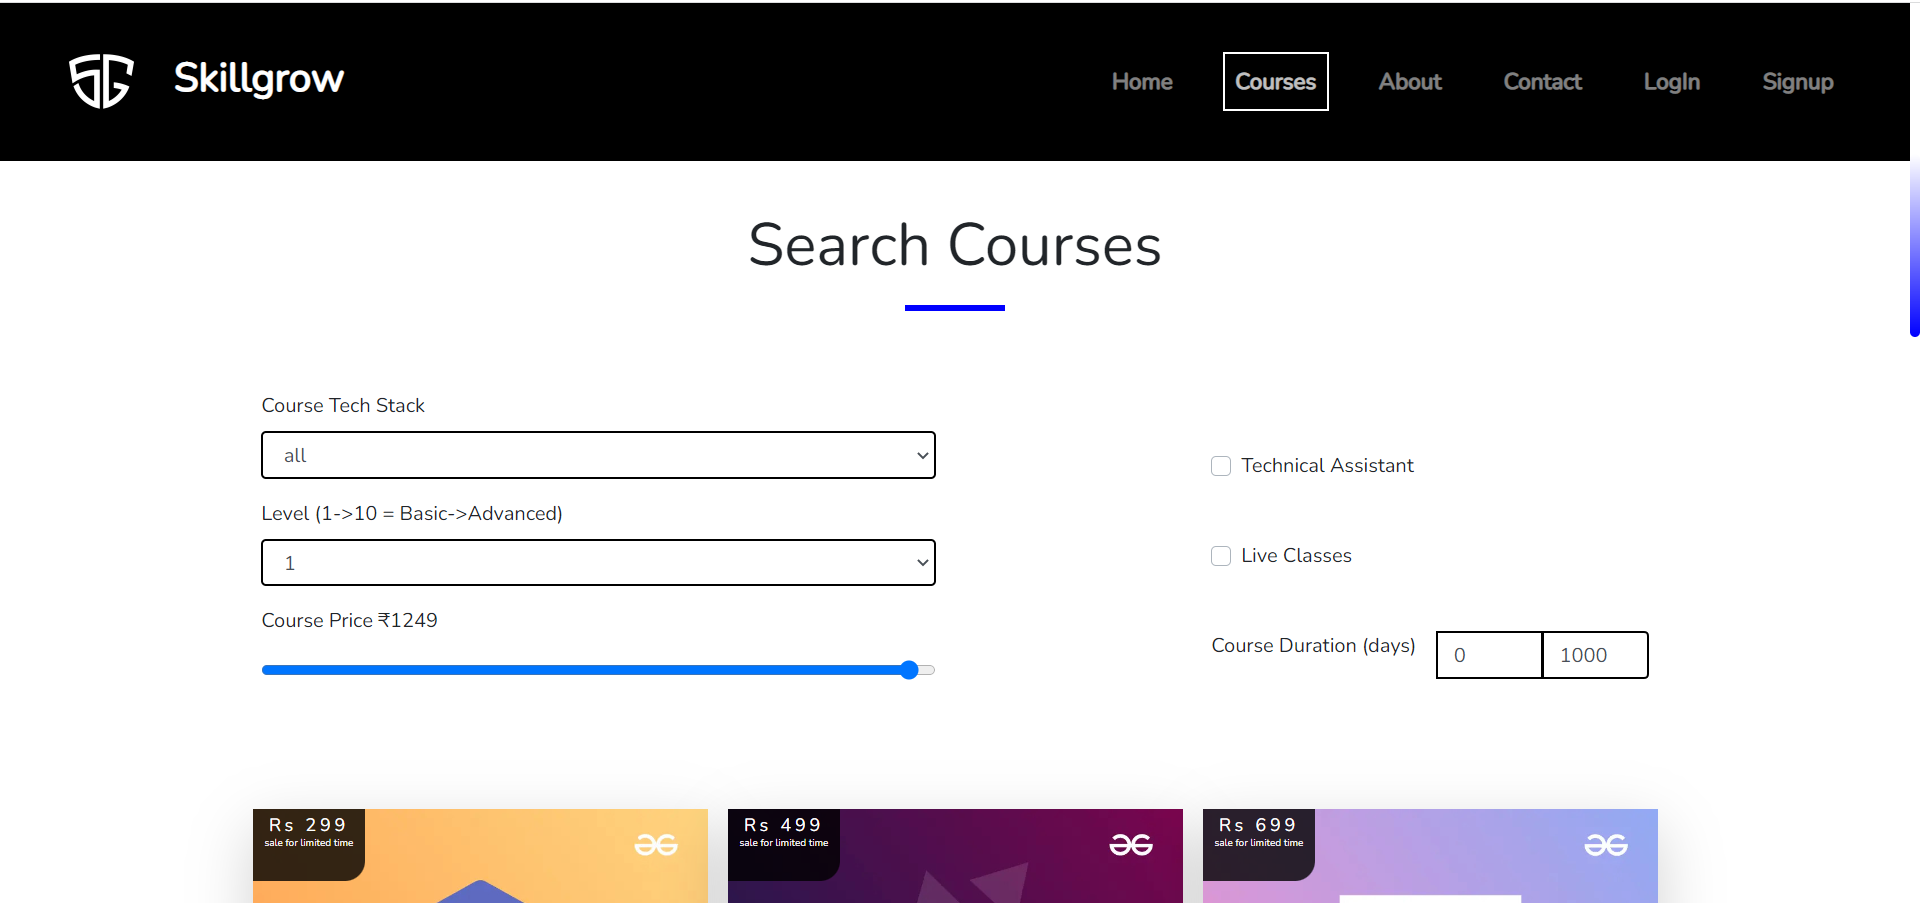 Skillgrow
Home
Courses
About
Contact
LogIn
Signup
Search Courses
Course Tech Stack
all
Level (1->10 = Basic->Advanced)
1
Course Price ₹1249
Technical Assistant
Live Classes
Course Duration (days)
0
1000
Rs 299
sale for limited time
Rs 499
sale for limited time
Rs 699
sale for limited time